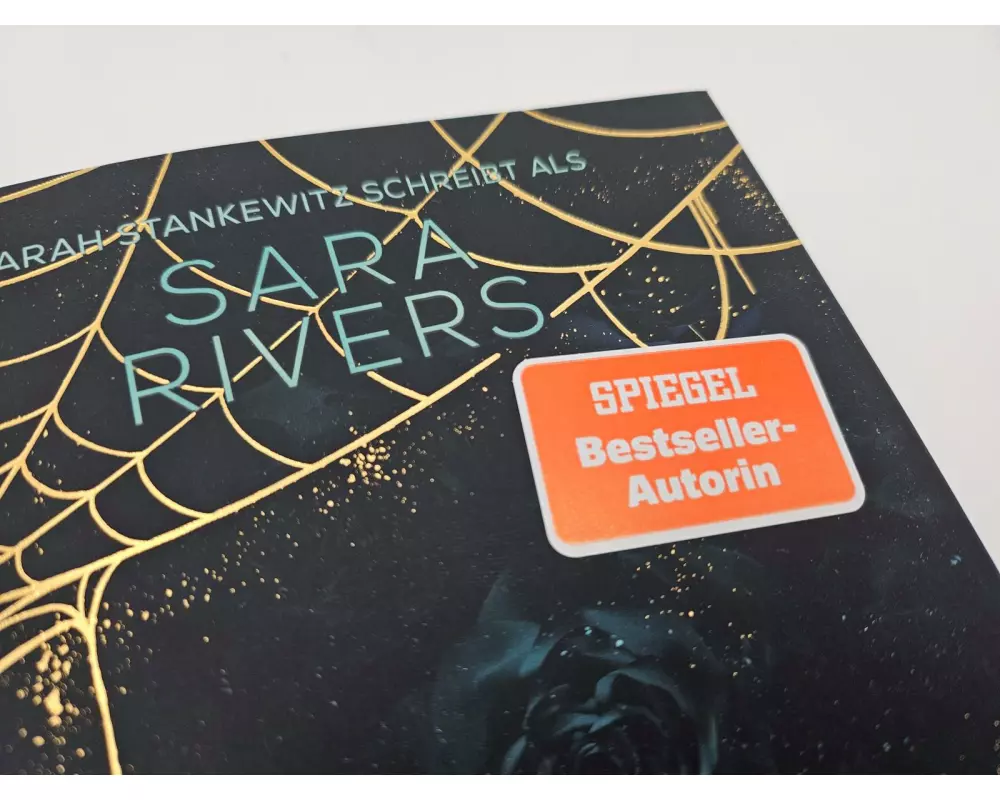 ARAH STANKEWITZ SCHREIBT ALS
SARA
RIVERS
SPIEGEL
Bestseller-
Autorin